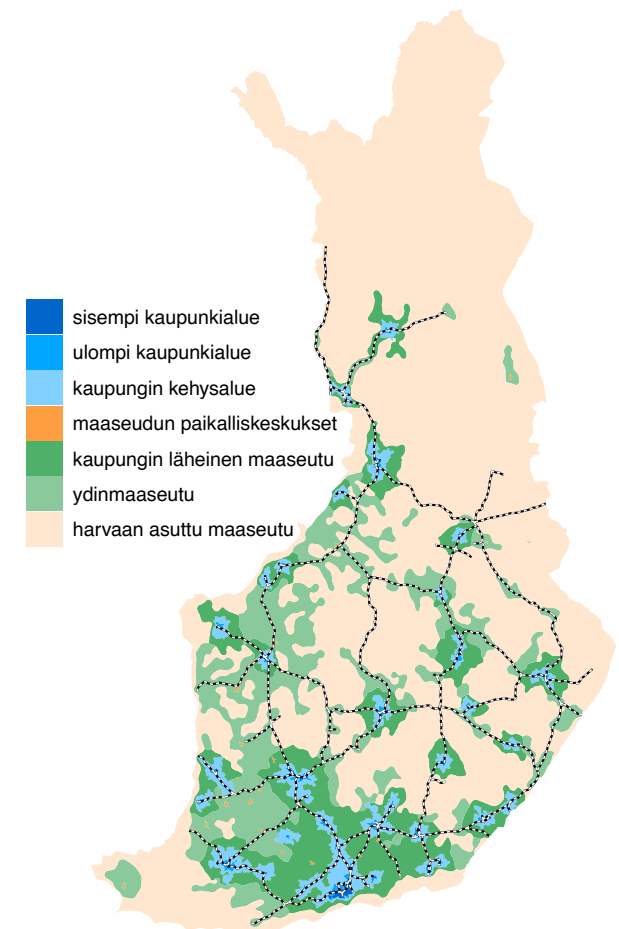 sisempi kaupunkialue
ulompi kaupunkialue
kaupungin kehysalue
maaseudun paikalliskeskukset
kaupungin läheinen maaseutu
ydinmaaseutu
harvaan asuttu maaseutu